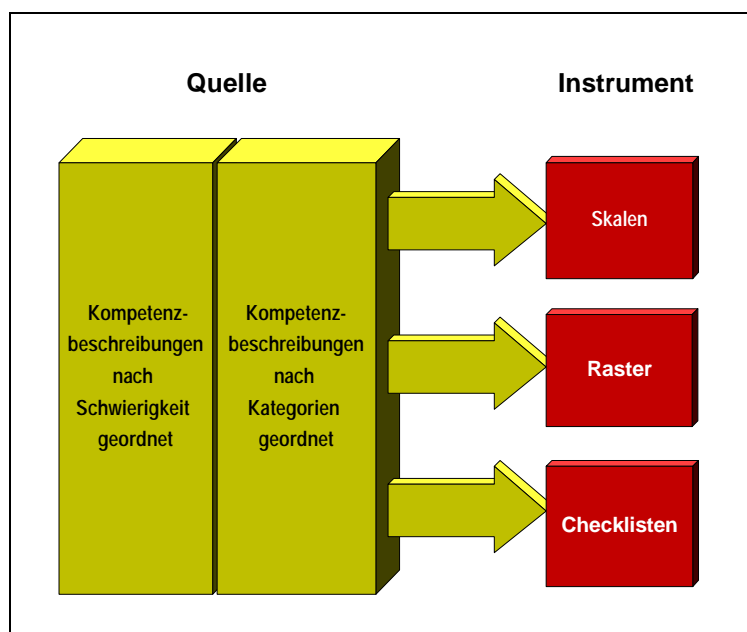 Quelle
Instrument
Kompetenz-
beschreibungen
nach
Schwierigkeit
geordnet
Kompetenz-
beschreibungen
nach
Kategorien
geordnet
Skalen
Raster
Checklisten